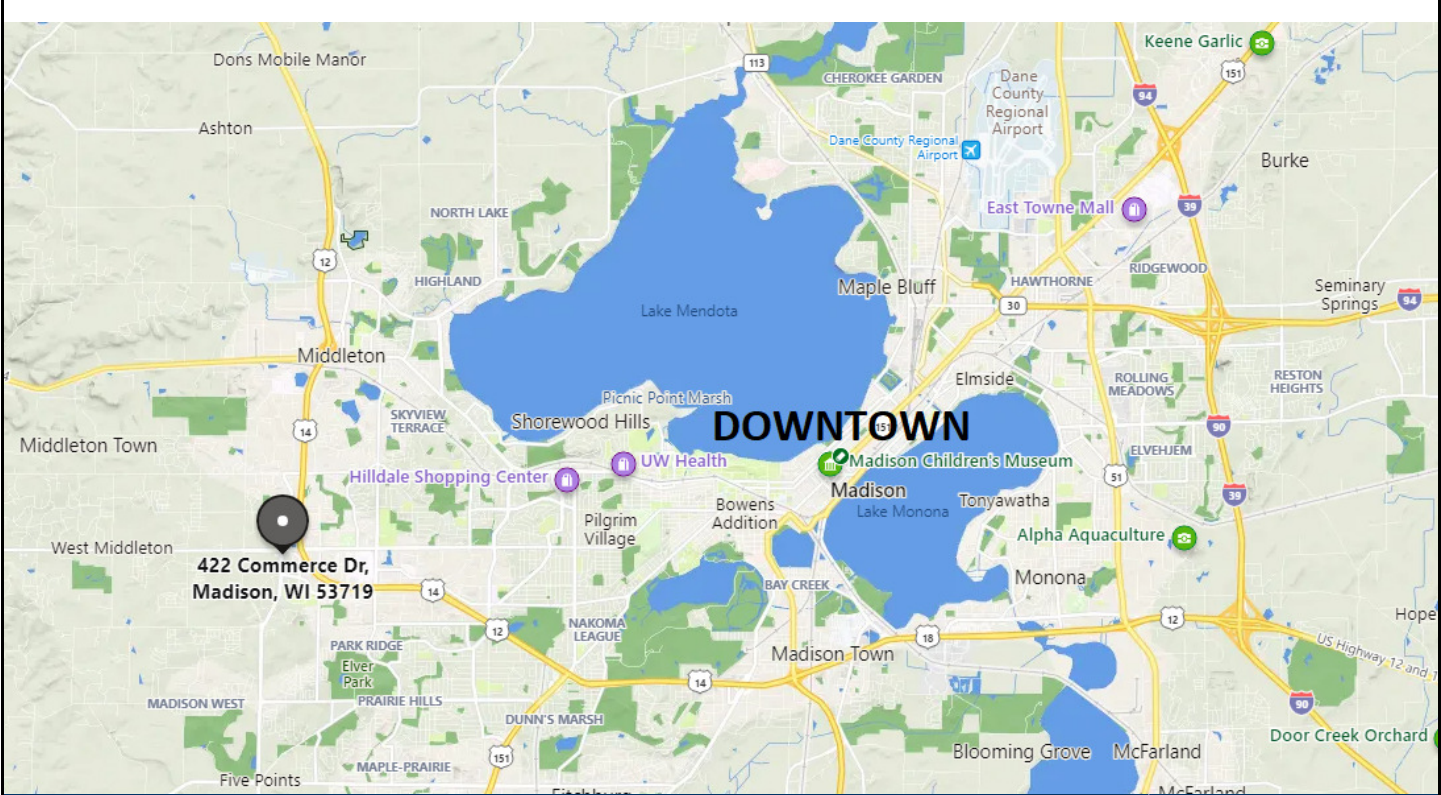 Keene Garlic
151
Dons Mobile Manor
113
CHEROKEE GARDEN
Dane
County
Regional
Airport
94
Ashton
Dane County Regional
Airport
Burke
East Towne Mall
39
NORTH LAKE
12
HIGHLAND
Maple Bluff
HAWTHORNE
RIDGEWOOD
Seminary
Springs
94
30
Lake Mendota
Middleton
Elmside
ROLLING
MEADOWS
RESTON
HEIGHTS
Picnic Point Marsh
SKYVIEW
TERRACE
Shorewood Hills
DOWNTOWN
151
90
14
Middleton Town
ELVEHJEM
UW Health
Madison Children's Museum
Hilldale Shopping Center
51
Madison
Tonyawatha
39
Bowens
Addition
Lake Monona
Pilgrim
Village
Alpha Aquaculture
West Middleton
422 Commerce Dr,
Madison, WI 53719
14
BAY CREEK
Monona
12
NAKOMA
LEAGUE
12
18
Hope
US Highway 12 and 1
PARK RIDGE
Elver
Park
Madison Town
14
MADISON WEST
PRAIRIE HILLS
90
DUNN'S MARSH
Door Creek Orchard
151
Blooming Grove
McFarland
MAPLE-PRAIRIE
Five Points
Fitchburg
McFarland